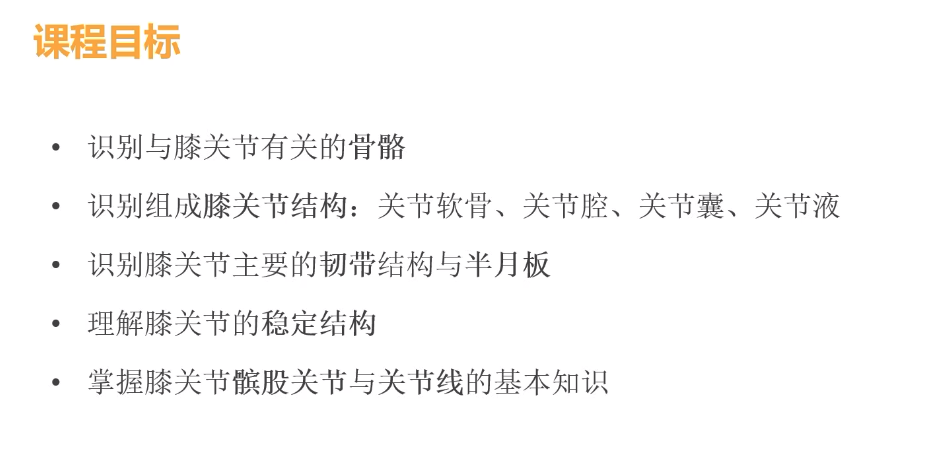 课程目标
• 识别与膝关节有关的骨骼
• 识别组成膝关节结构：关节软骨、关节腔、关节囊、关节液
• 识别膝关节主要的韧带结构与半月板
• 理解膝关节的稳定结构
• 掌握膝关节髌股关节与关节线的基本知识